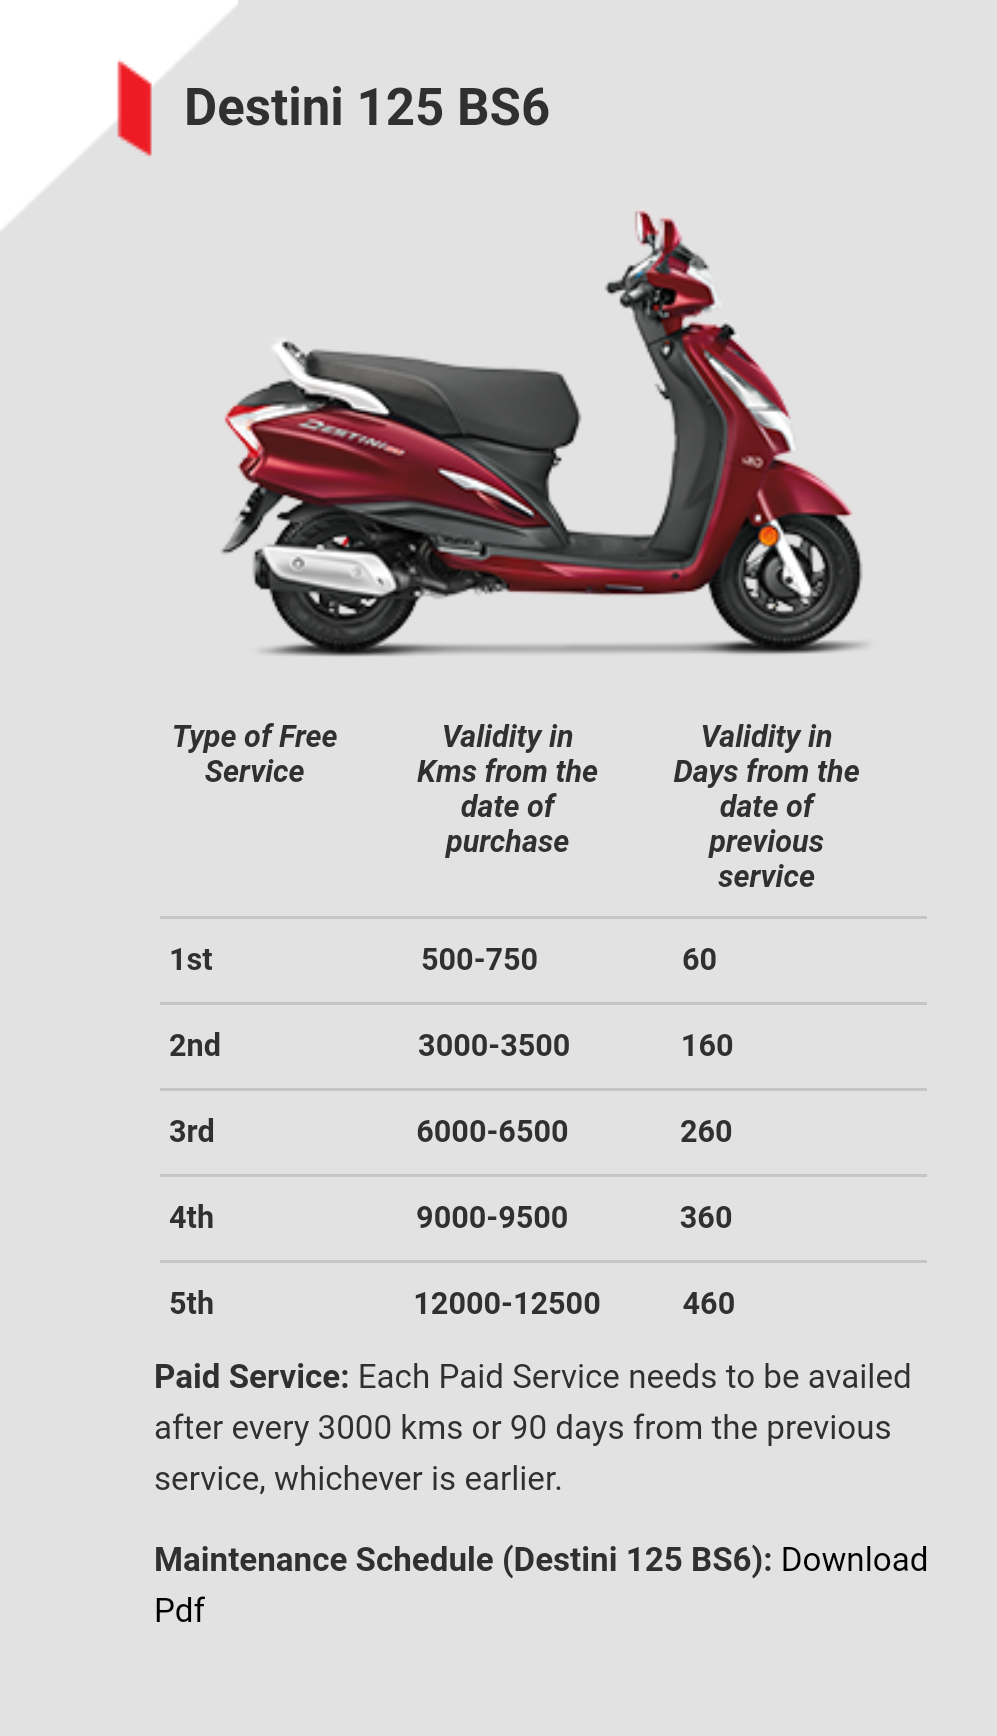 Destini 125 BS6
DESTINI
Type of Free
Service
Validity in
Kms from the
date of
purchase
Validity in
Days from the
date of
previous
service
1st 500-750 60
2nd 3000-3500 160
3rd 6000-6500 260
4th 9000-9500 360
5th 12000-12500 460
Paid Service: Each Paid Service needs to be availed
after every 3000 kms or 90 days from the previous
service, whichever is earlier.
Maintenance Schedule (Destini 125 BS6): Download
Pdf